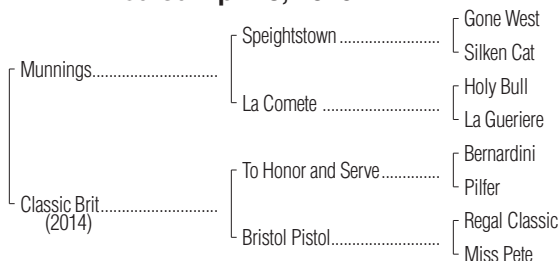 Gone West
Speightstown
Silken Cat
Munnings
Holy Bull
La Comete
La Gueriere
Bernardini
To Honor and Serve
Pilfer
Classic Brit
(2014)
Regal Classic
Bristol Pistol
Miss Pete